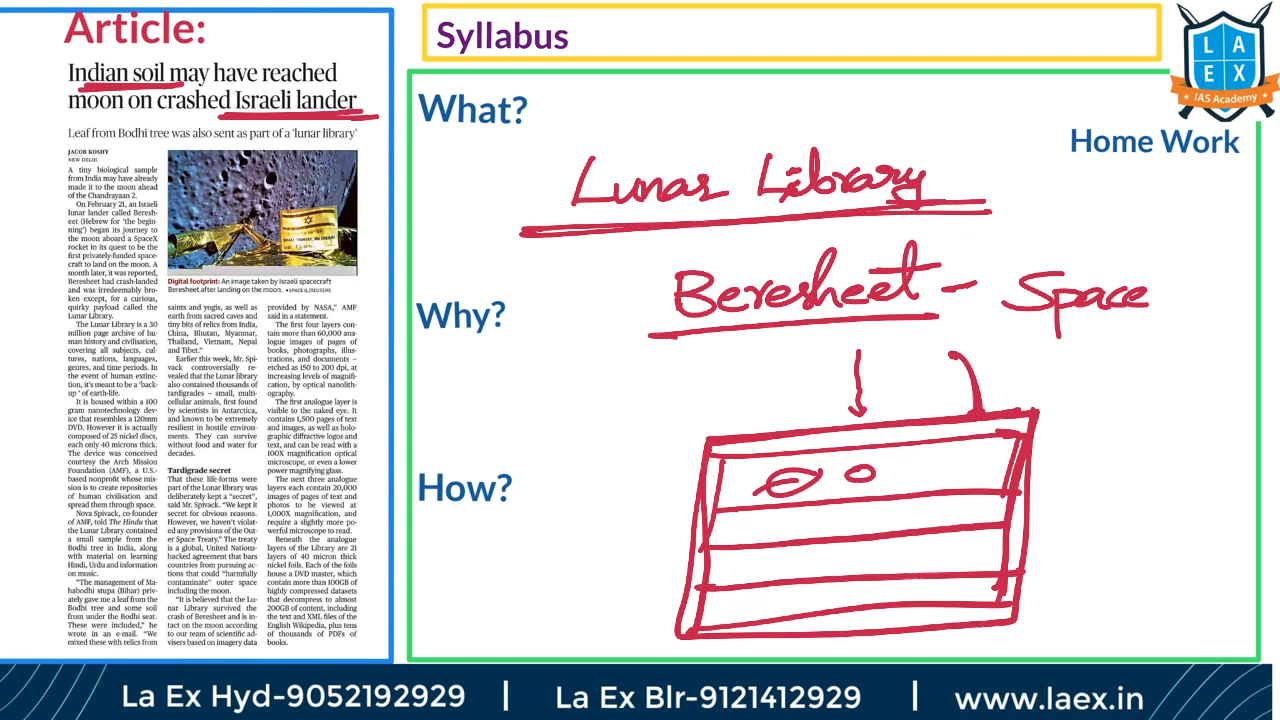 Article:
Indian soil may have reached
moon on crashed Israeli lander
Leaf from Bodhi tree was also sent as part of a 'lunar library'
JACOB KOSHY
NEW DELHI
A tiny biological sample
from India may have already
made it to the moon ahead
of the Chandrayaan 2.
On February 21, an Israeli
lunar lander called Beresh-
eet (Hebrew for 'the begin-
ning') began its journey to
the moon aboard a SpaceX
rocket in its quest to be the
first privately-funded space-
craft to land on the moon. A
month later, it was reported,
Beresheet had crash-landed
and was irredeemably bro-
ken except, for a curious,
quirky payload called the
Lunar Library.
The Lunar Library is a 30
million page archive of hu-
man history and civilisation,
covering all subjects, cul-
tures, nations, languages,
genres, and time periods. In
the event of human extinc-
tion, it's meant to be a 'back-
up' of earth-life.
It is housed within a 100
gram nanotechnology dev-
ice that resembles a 120mm
DVD. However it is actually
composed of 25 nickel discs,
each only 40 microns thick.
The device was conceived
courtesy the Arch Mission
Foundation (AMF), a U.S.-
based nonprofit whose mis-
sion is to create repositories
of human civilisation and
spread them through space.
Nova Spivack, co-founder
of AMF, told The Hindu that
the Lunar Library contained
a small sample from the
Bodhi tree in India, along
with material on learning
Hindi, Urdu and information
on music.
"The management of Ma-
habodhi stupa (Bihar) priv-
ately gave me a leaf from the
Bodhi tree and some soil
from under the Bodhi seat.
These were included," he
wrote in an e-mail. "We
mixed these with relics from
Digital footprint: An image taken by Israeli spacecraft
Beresheet after landing on the moon. • SPACE IL/REUTERS
saints and yogis, as well as
earth from sacred caves and
tiny bits of relics from India,
China, Bhutan, Myanmar,
Thailand, Vietnam, Nepal
and Tibet."
Earlier this week, Mr. Spi-
vack controversially re-
vealed that the Lunar library
also contained thousands of
tardigrades – small, multi-
cellular animals, first found
by scientists in Antarctica,
and known to be extremely
resilient in hostile environ-
ments. They can survive
without food and water for
decades.
Tardigrade secret
That these life-forms were
part of the Lunar library was
deliberately kept a "secret",
said Mr. Spivack. "We kept it
secret for obvious reasons.
However, we haven't violat-
ed any provisions of the Out-
er Space Treaty." The treaty
is a global, United Nations-
backed agreement that bars
countries from pursuing ac-
tions that could "harmfully
contaminate" outer space
including the moon.
"It is believed that the Lu-
nar Library survived the
crash of Beresheet and is in-
tact on the moon according
to our team of scientific ad-
visers based on imagery data
provided by NASA," AMF
said in a statement.
The first four layers con-
tain more than 60,000 ana-
logue images of pages of
books, photographs, illus-
trations, and documents –
etched as 150 to 200 dpi, at
increasing levels of magnifi-
cation, by optical nanolith-
ography.
The first analogue layer is
visible to the naked eye. It
contains 1,500 pages of text
and images, as well as holo-
graphic diffractive logos and
text, and can be read with a
100X magnification optical
microscope, or even a lower
power magnifying glass.
The next three analogue
layers each contain 20,000
images of pages of text and
photos to be viewed at
1,000X magnification, and
require a slightly more po-
werful microscope to read.
Beneath the analogue
layers of the Library are 21
layers of 40 micron thick
nickel foils. Each of the foils
house a DVD master, which
contain more than 100GB of
highly compressed datasets
that decompress to almost
200GB of content, including
the text and XML files of the
English Wikipedia, plus tens
of thousands of PDFs of
books.
Syllabus
L A
E X
IAS Academy
What?
Home Work
Lunar Library
Beresheet - Space
Why?
How?
La Ex Hyd-9052192929 | La Ex Blr-9121412929 | www.laex.in